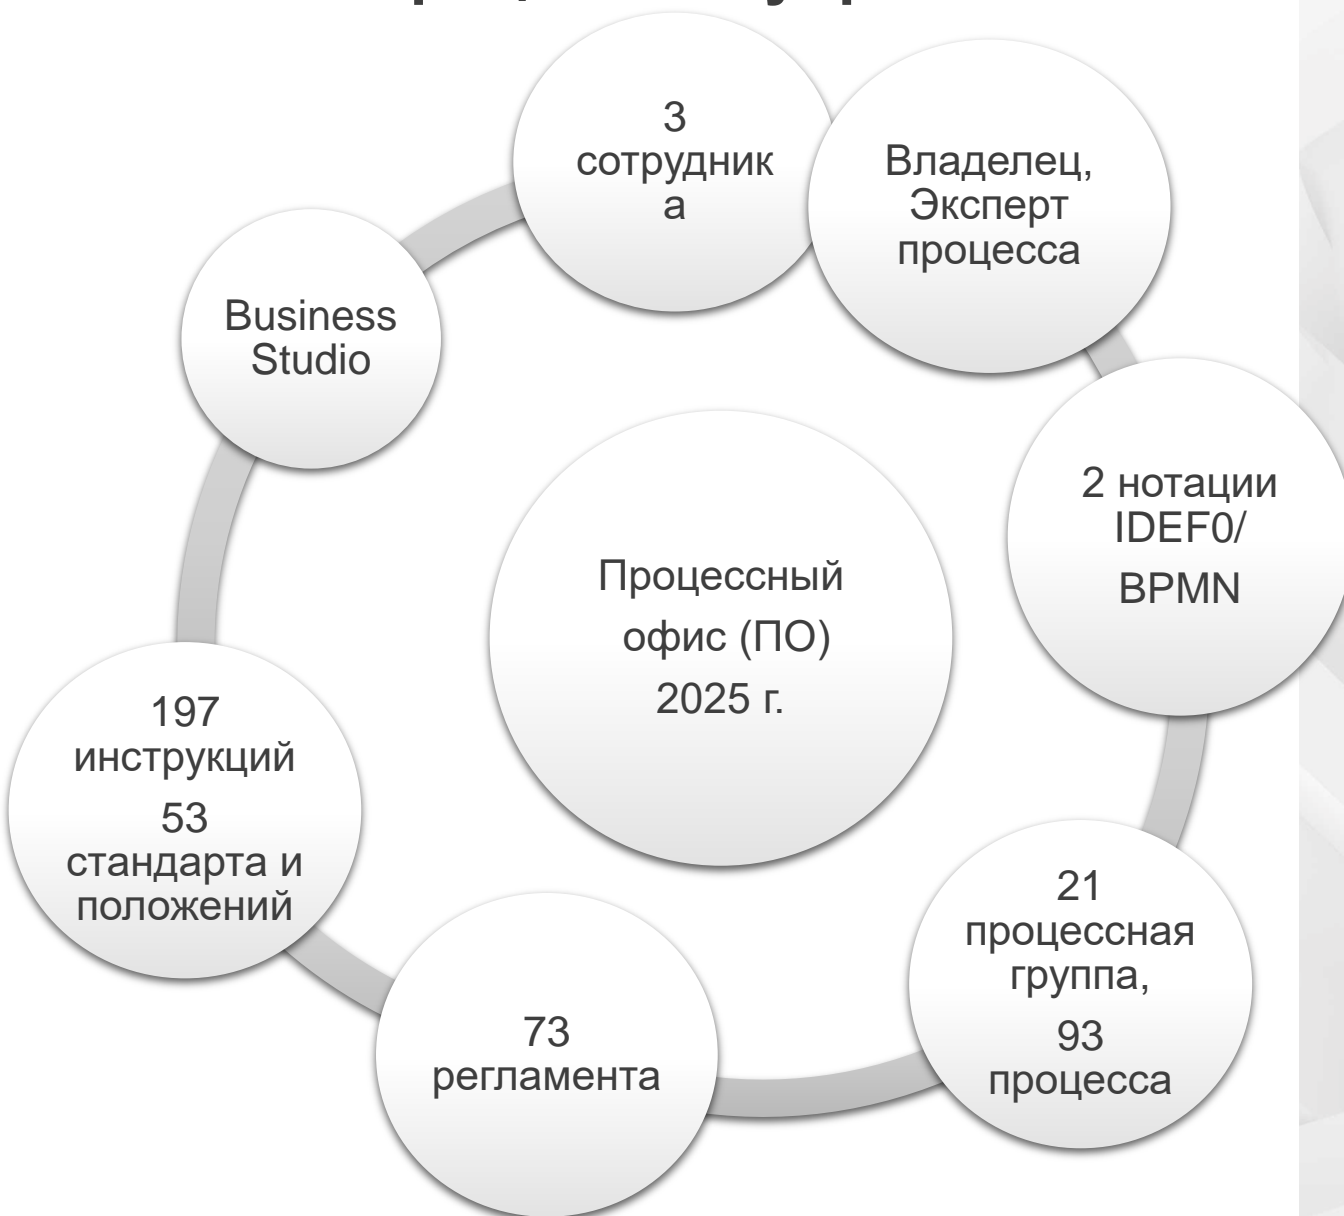 3
сотрудник
а
Владелец,
Эксперт
процесса
Business
Studio
2 нотации
IDEF0/
BPMN
Процессный
офис (ПО)
2025 г.
197
инструкций
53
стандарта и
положений
21
процессная
группа,
93
процесса
73
регламента